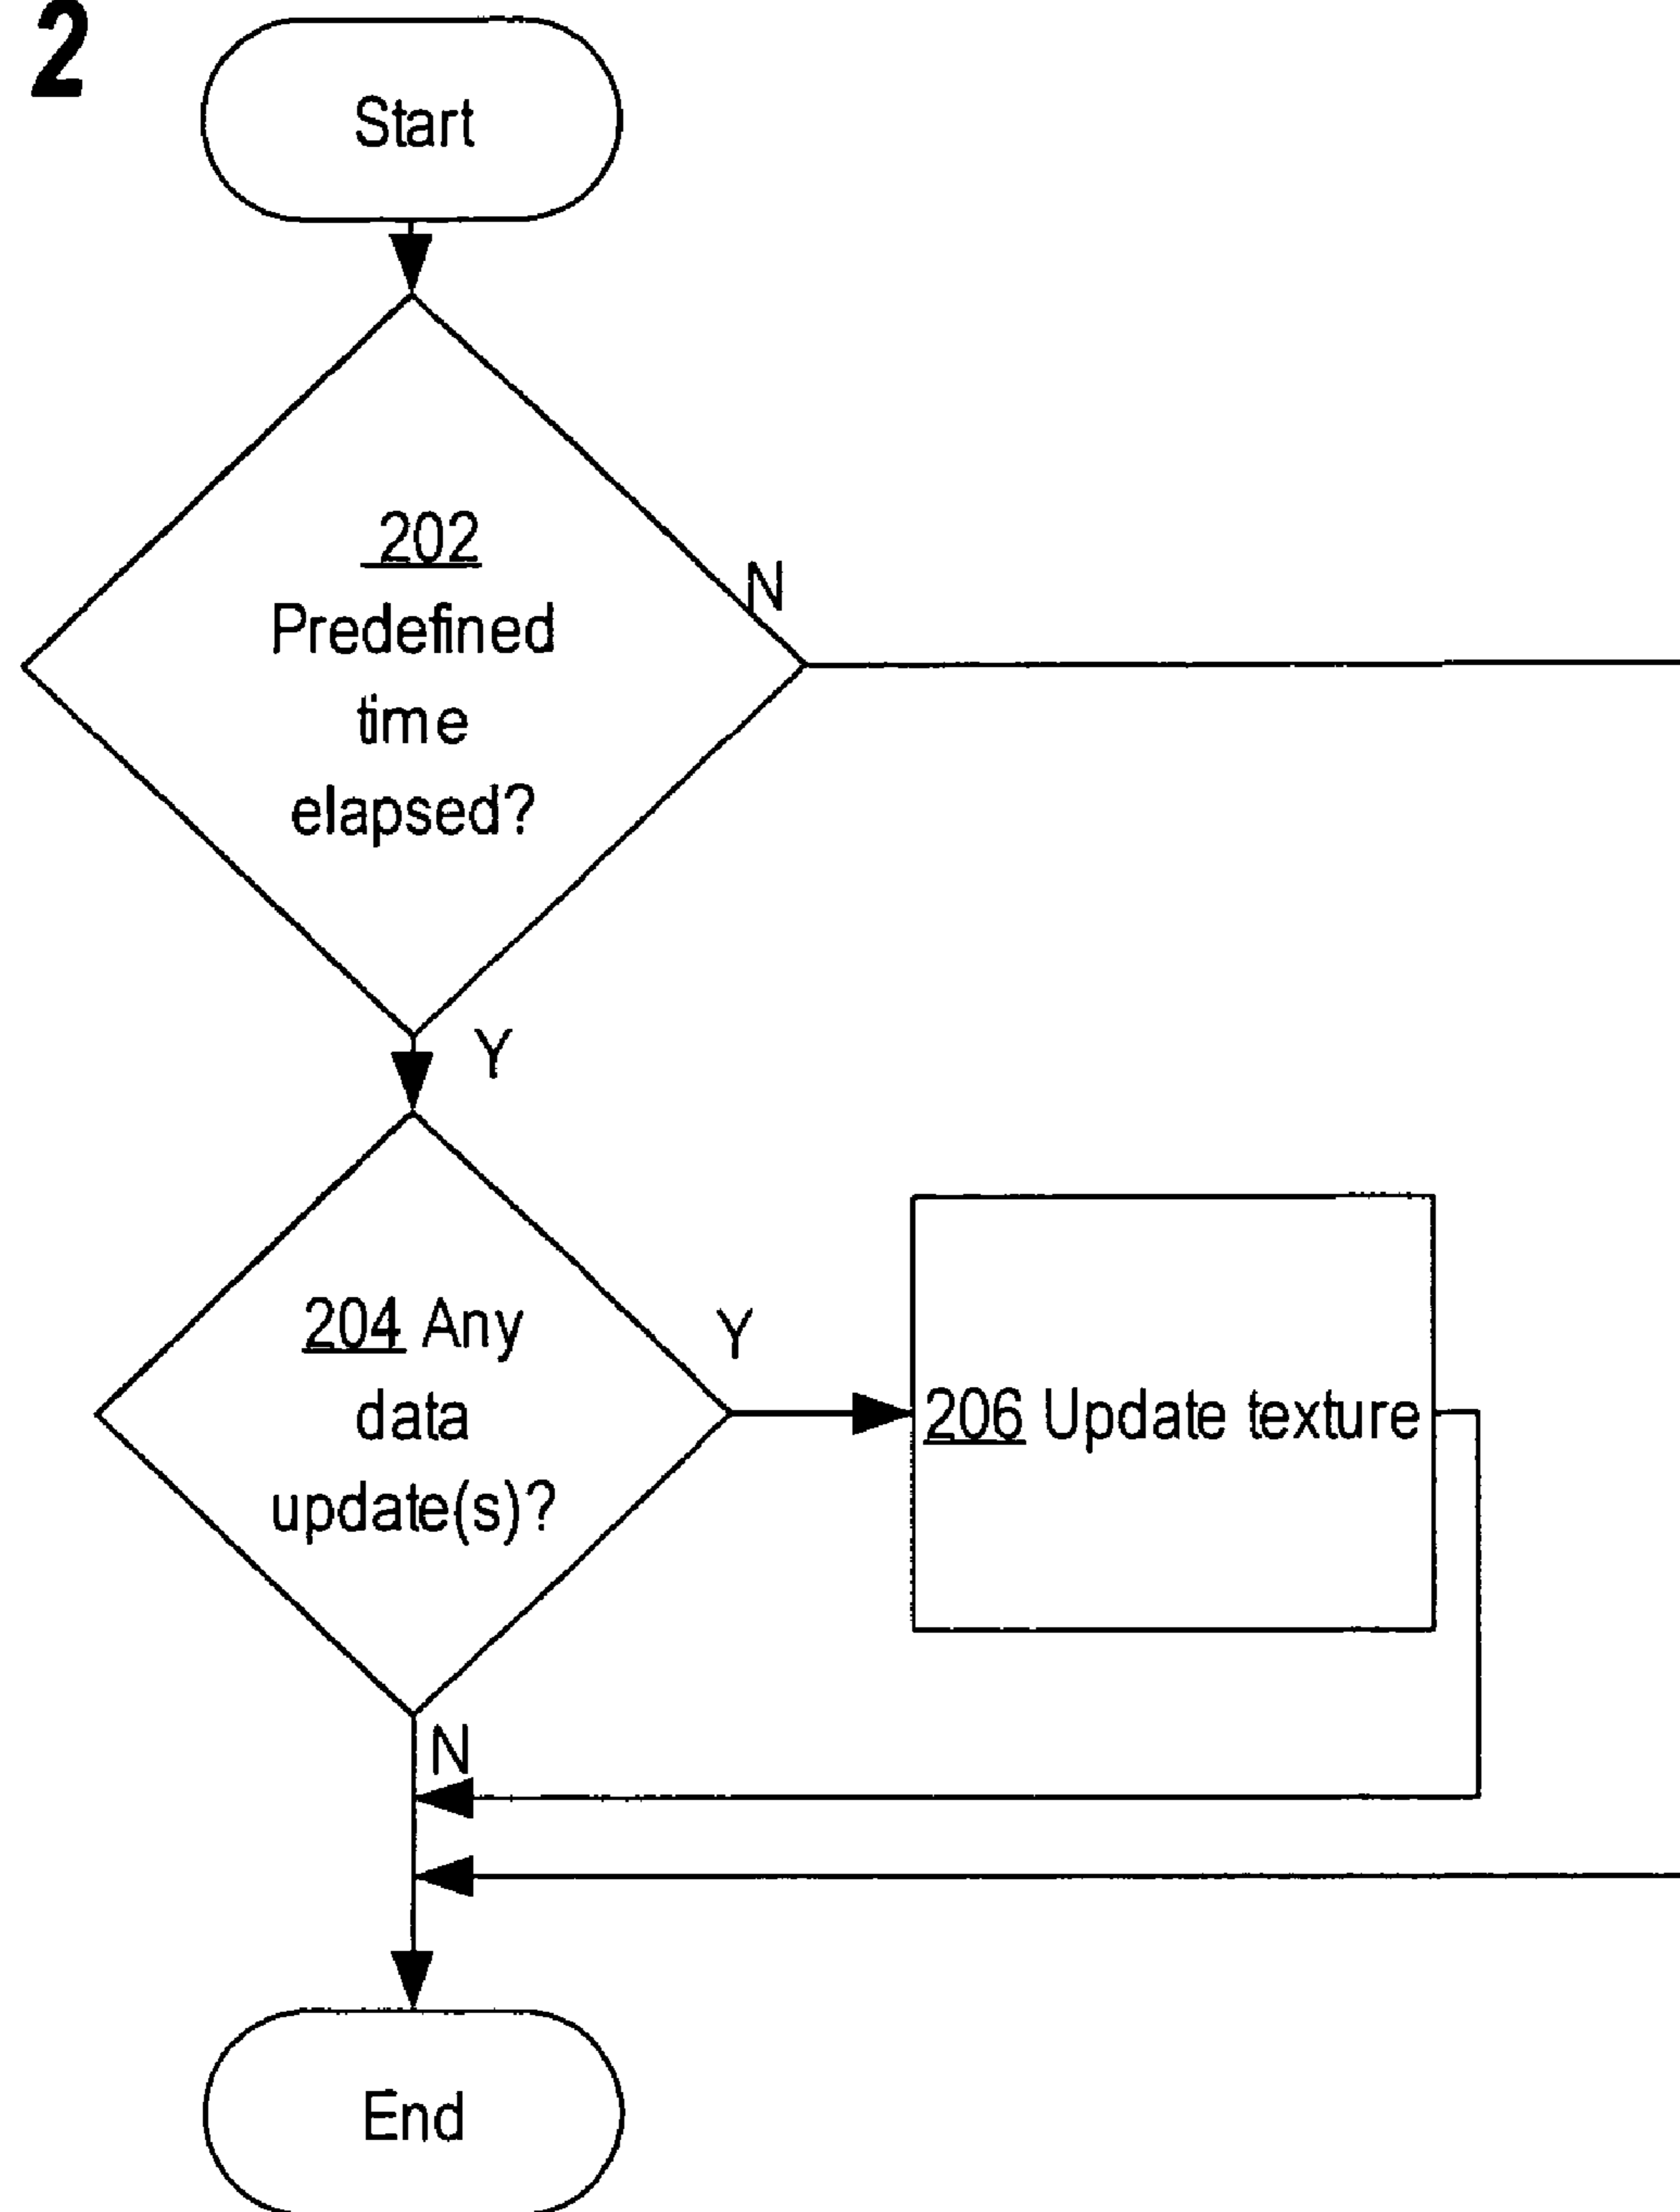 2
Start
202
Predefined
time
elapsed?
N
Y
204 Any
data
update(s)?
Y
206 Update texture
N
End